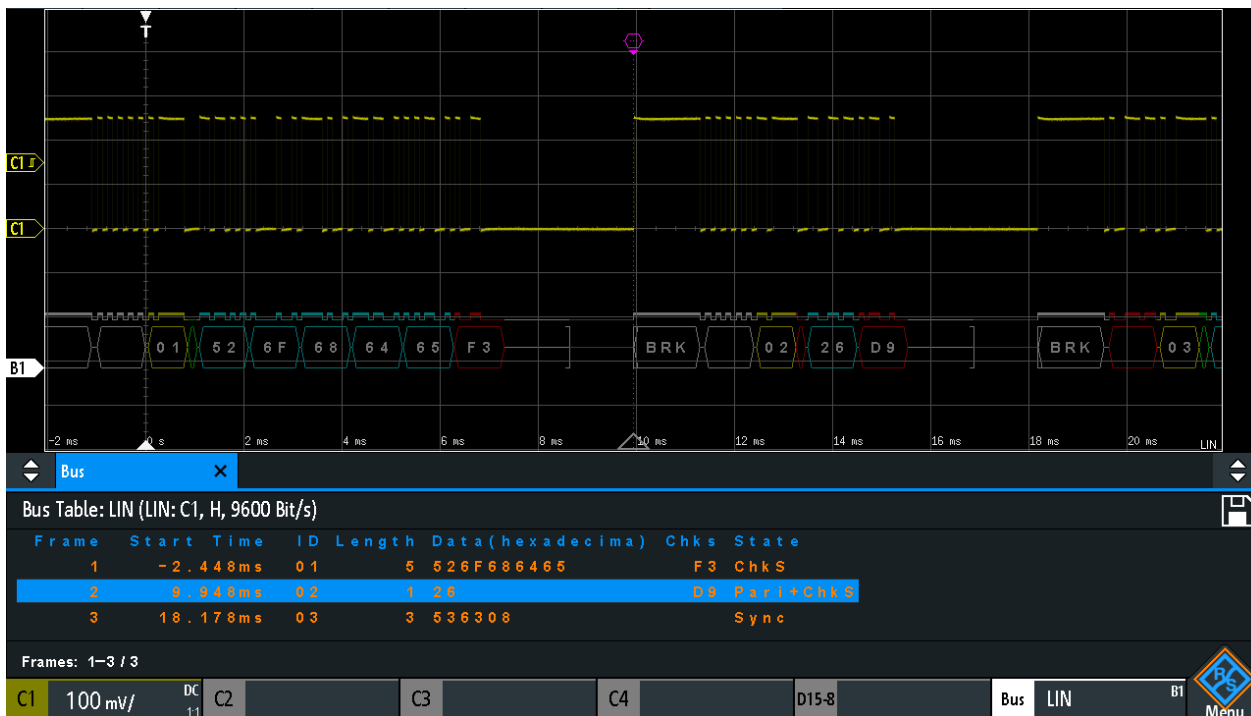 T
C1
C1
01 52 6F 68 64 65 F3 BRK 02 26 D9 BRK 03
B1
-2 ms 0 s 2 ms 4 ms 6 ms 8 ms 10 ms 12 ms 14 ms 16 ms 18 ms 20 ms LIN
Bus ×
Bus Table: LIN (LIN: C1, H, 9600 Bit/s)
Frame Start Time ID Length Data(hexadecima) Chks State
1 -2.448ms 01 5 526F686465 F3 ChkS
2 9.948ms 02 1 26 D9 Pari+ChkS
3 18.178ms 03 3 536308 Sync
Frames: 1-3 / 3
C1 100 mV/ DC 1:1 C2 C3 C4 D15-8 Bus LIN B1 R&S Menu